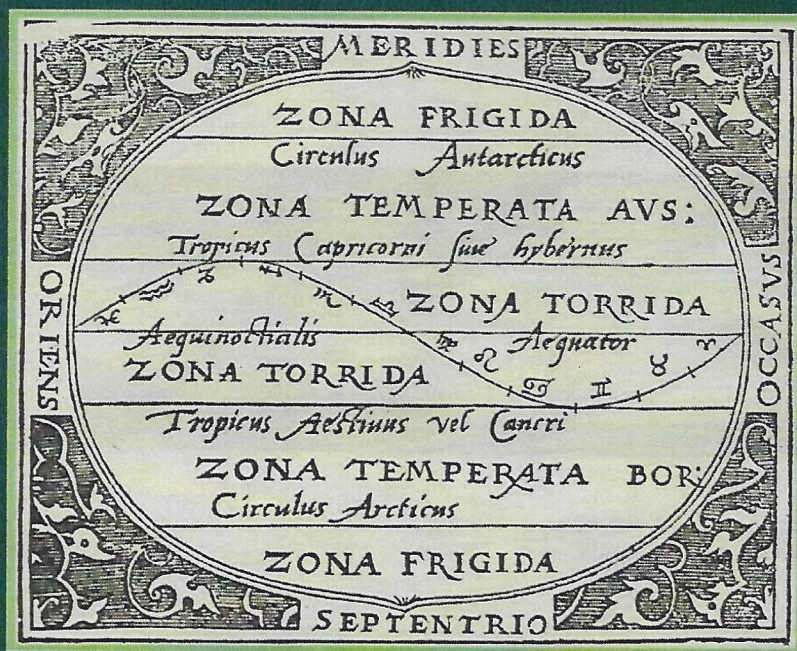 MERIDIES
ZONA FRIGIDA
Circulus Antarcticus
ZONA TEMPERATA AVS:
Tropicus Capricorni siue hybernus
ZONA TORRIDA
Aequinoctialis Aequator
ZONA TORRIDA
Tropicus Aestiuus vel Cancri
ZONA TEMPERATA BOR:
Circulus Arcticus
ZONA FRIGIDA
SEPTENTRIO
ORIENS
OCCASVS
♓ ♒ ♑ ♐ ♏ ♎ ♍ ♌ ♋ ♊ ♉ ♈